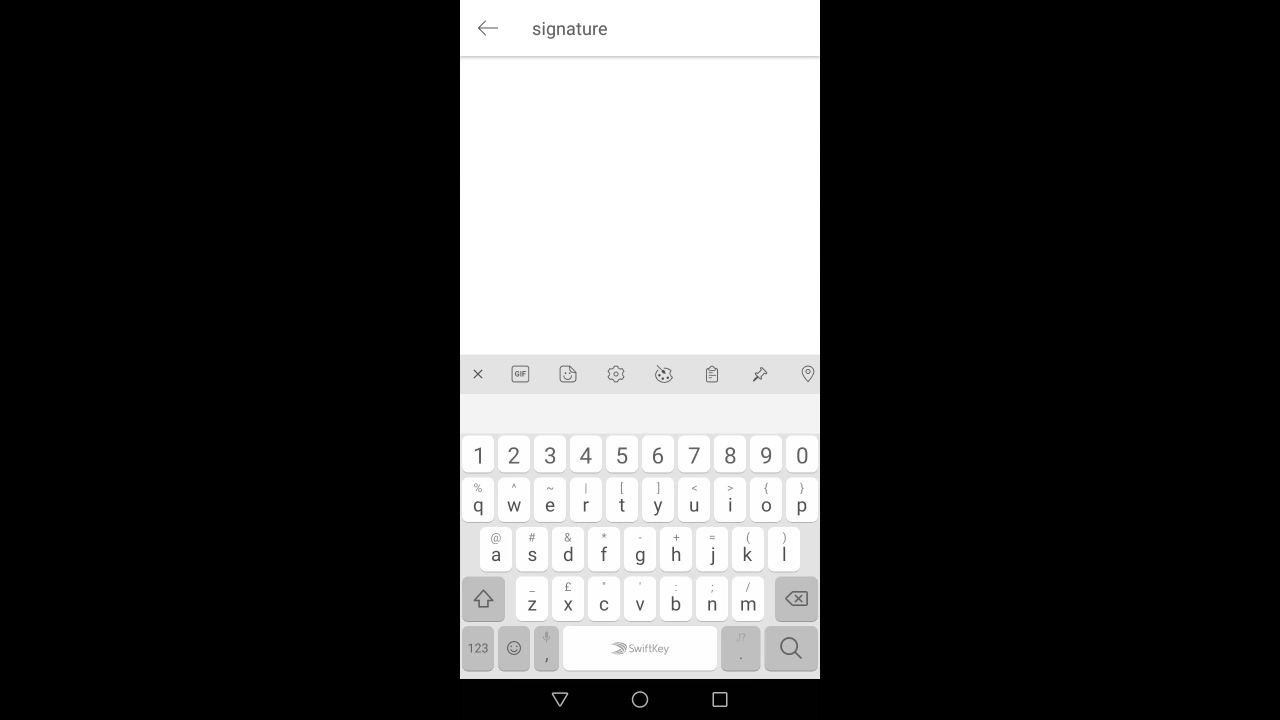 signature
GIF
1 2 3 4 5 6 7 8 9 0
% ^ ~ | [ ] < > { }
q w e r t y u i o p
@ # & * - + = ( )
a s d f g h j k l
_ £ " ' : ; /
z x c v b n m
123 , SwiftKey .